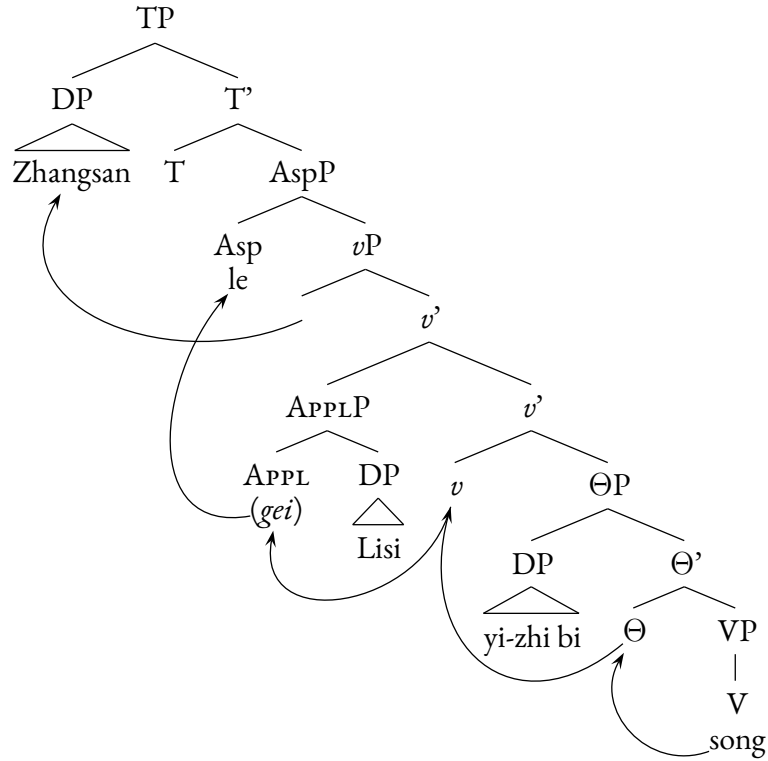 TP
DP T’
Zhangsan T AspP
Asp vP
le
v’
ApplP v’
Appl DP v ΘP
(gei)
Lisi DP Θ’
yi-zhi bi Θ VP
V
song